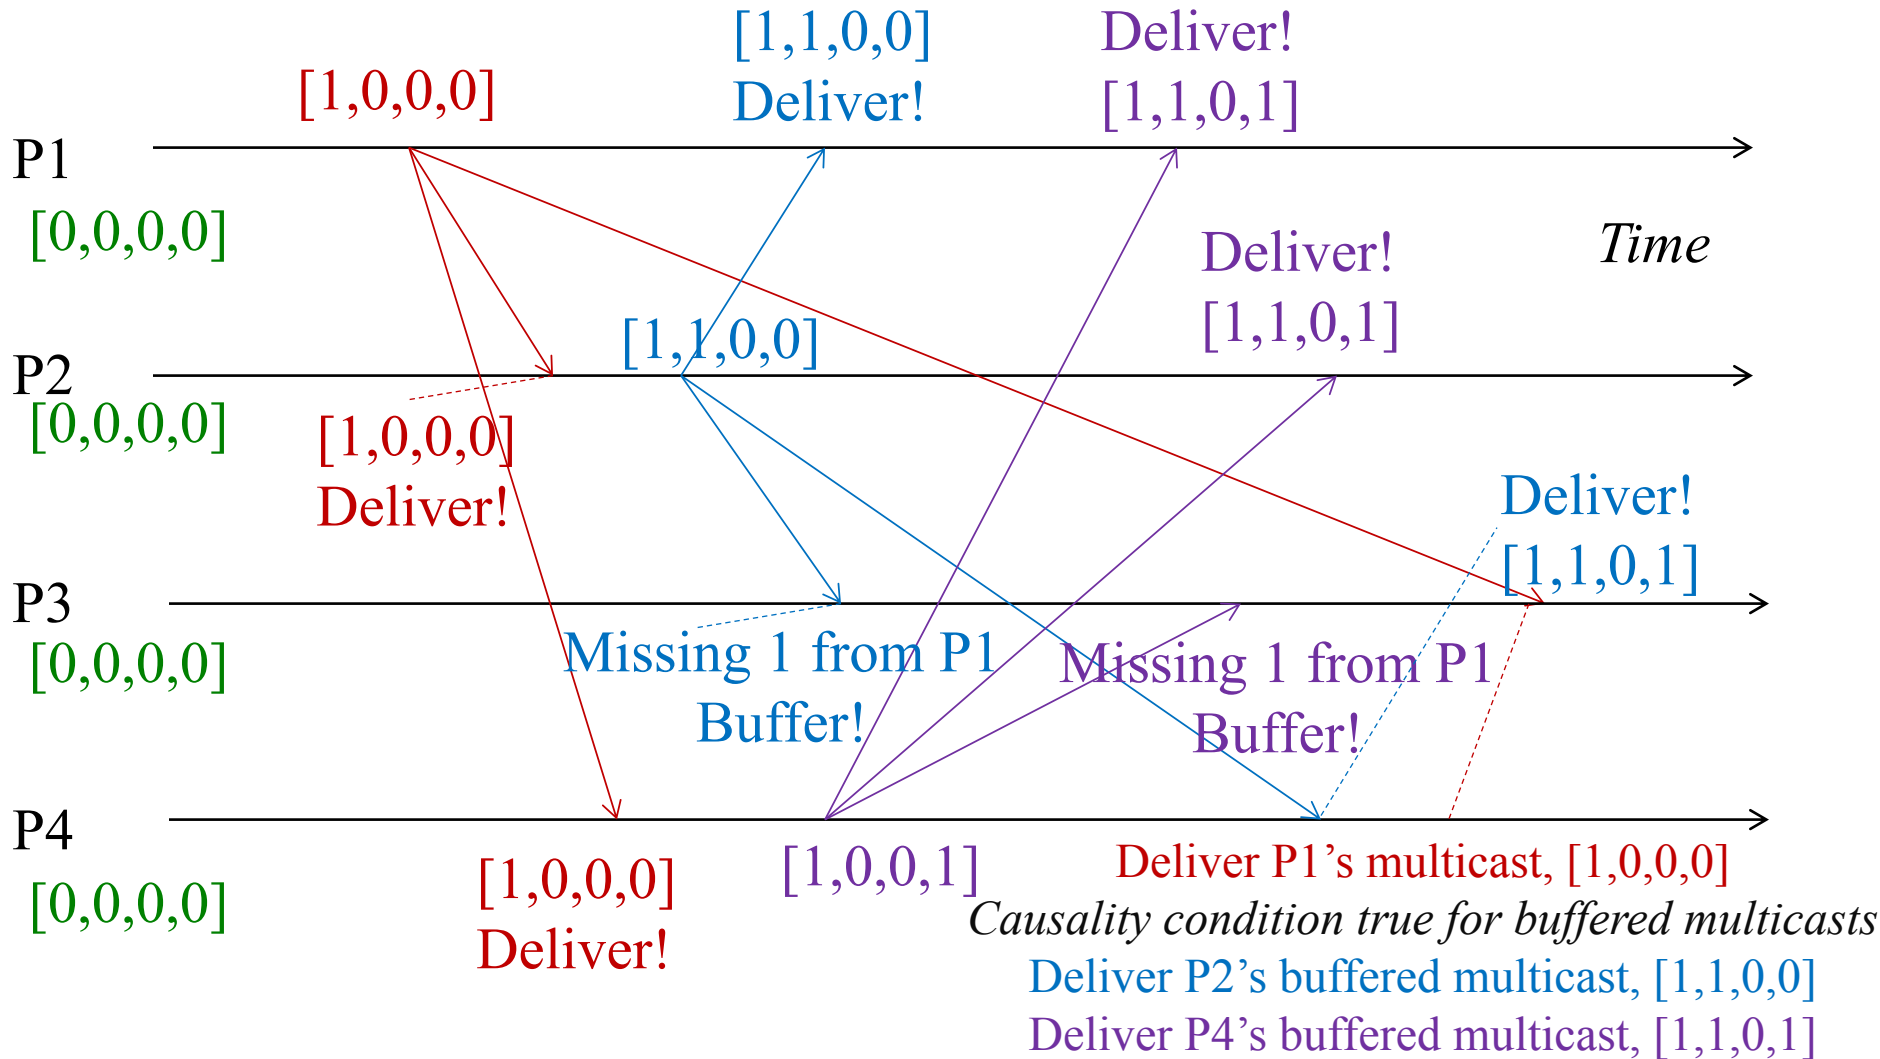 [1,1,0,0]
Deliver!
Deliver!
[1,1,0,1]
[1,0,0,0]
P1
[0,0,0,0]
Time
Deliver!
[1,1,0,1]
[1,1,0,0]
P2
[0,0,0,0]
[1,0,0,0]
Deliver!
Deliver!
[1,1,0,1]
P3
[0,0,0,0]
Missing 1 from P1
Buffer!
Missing 1 from P1
Buffer!
P4
[0,0,0,0]
[1,0,0,0]
Deliver!
[1,0,0,1]
Deliver P1’s multicast, [1,0,0,0]
Causality condition true for buffered multicasts
Deliver P2’s buffered multicast, [1,1,0,0]
Deliver P4’s buffered multicast, [1,1,0,1]